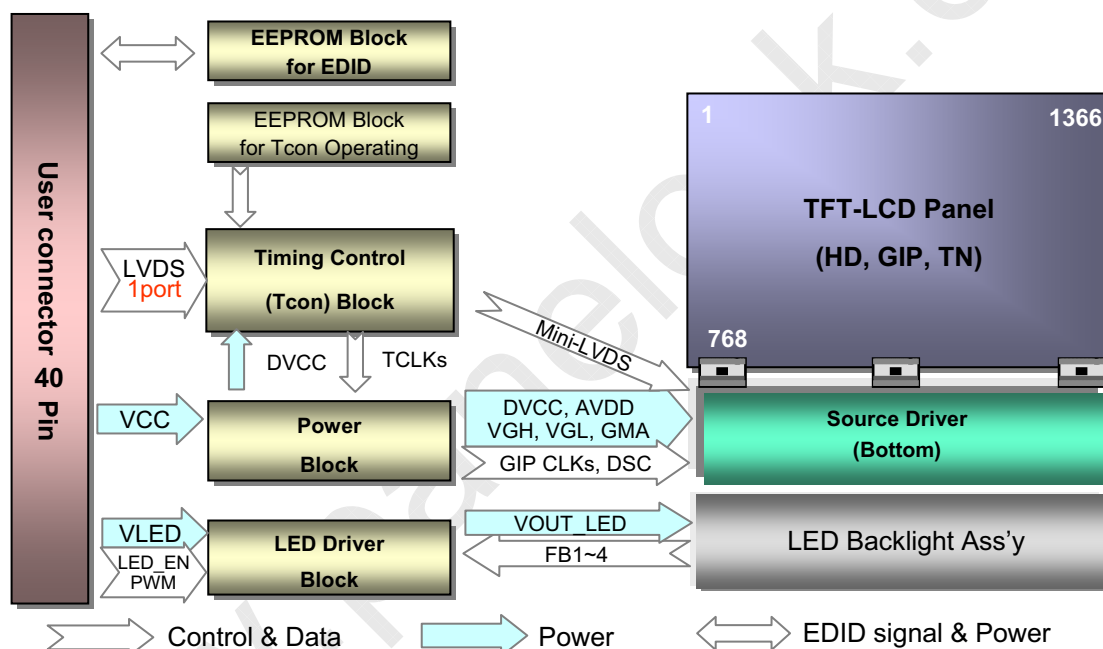 EEPROM Block
for EDID
EEPROM Block
for Tcon Operating
User connector 40 Pin
LVDS
1port
Timing Control
(Tcon) Block
DVCC
TCLKs
Mini-LVDS
1
1366
TFT-LCD Panel
(HD, GIP, TN)
768
VCC
Power
Block
DVCC, AVDD
VGH, VGL, GMA
GIP CLKs, DSC
Source Driver
(Bottom)
VLED
LED_EN
PWM
LED Driver
Block
VOUT_LED
FB1~4
LED Backlight Ass'y
Control & Data
Power
EDID signal & Power